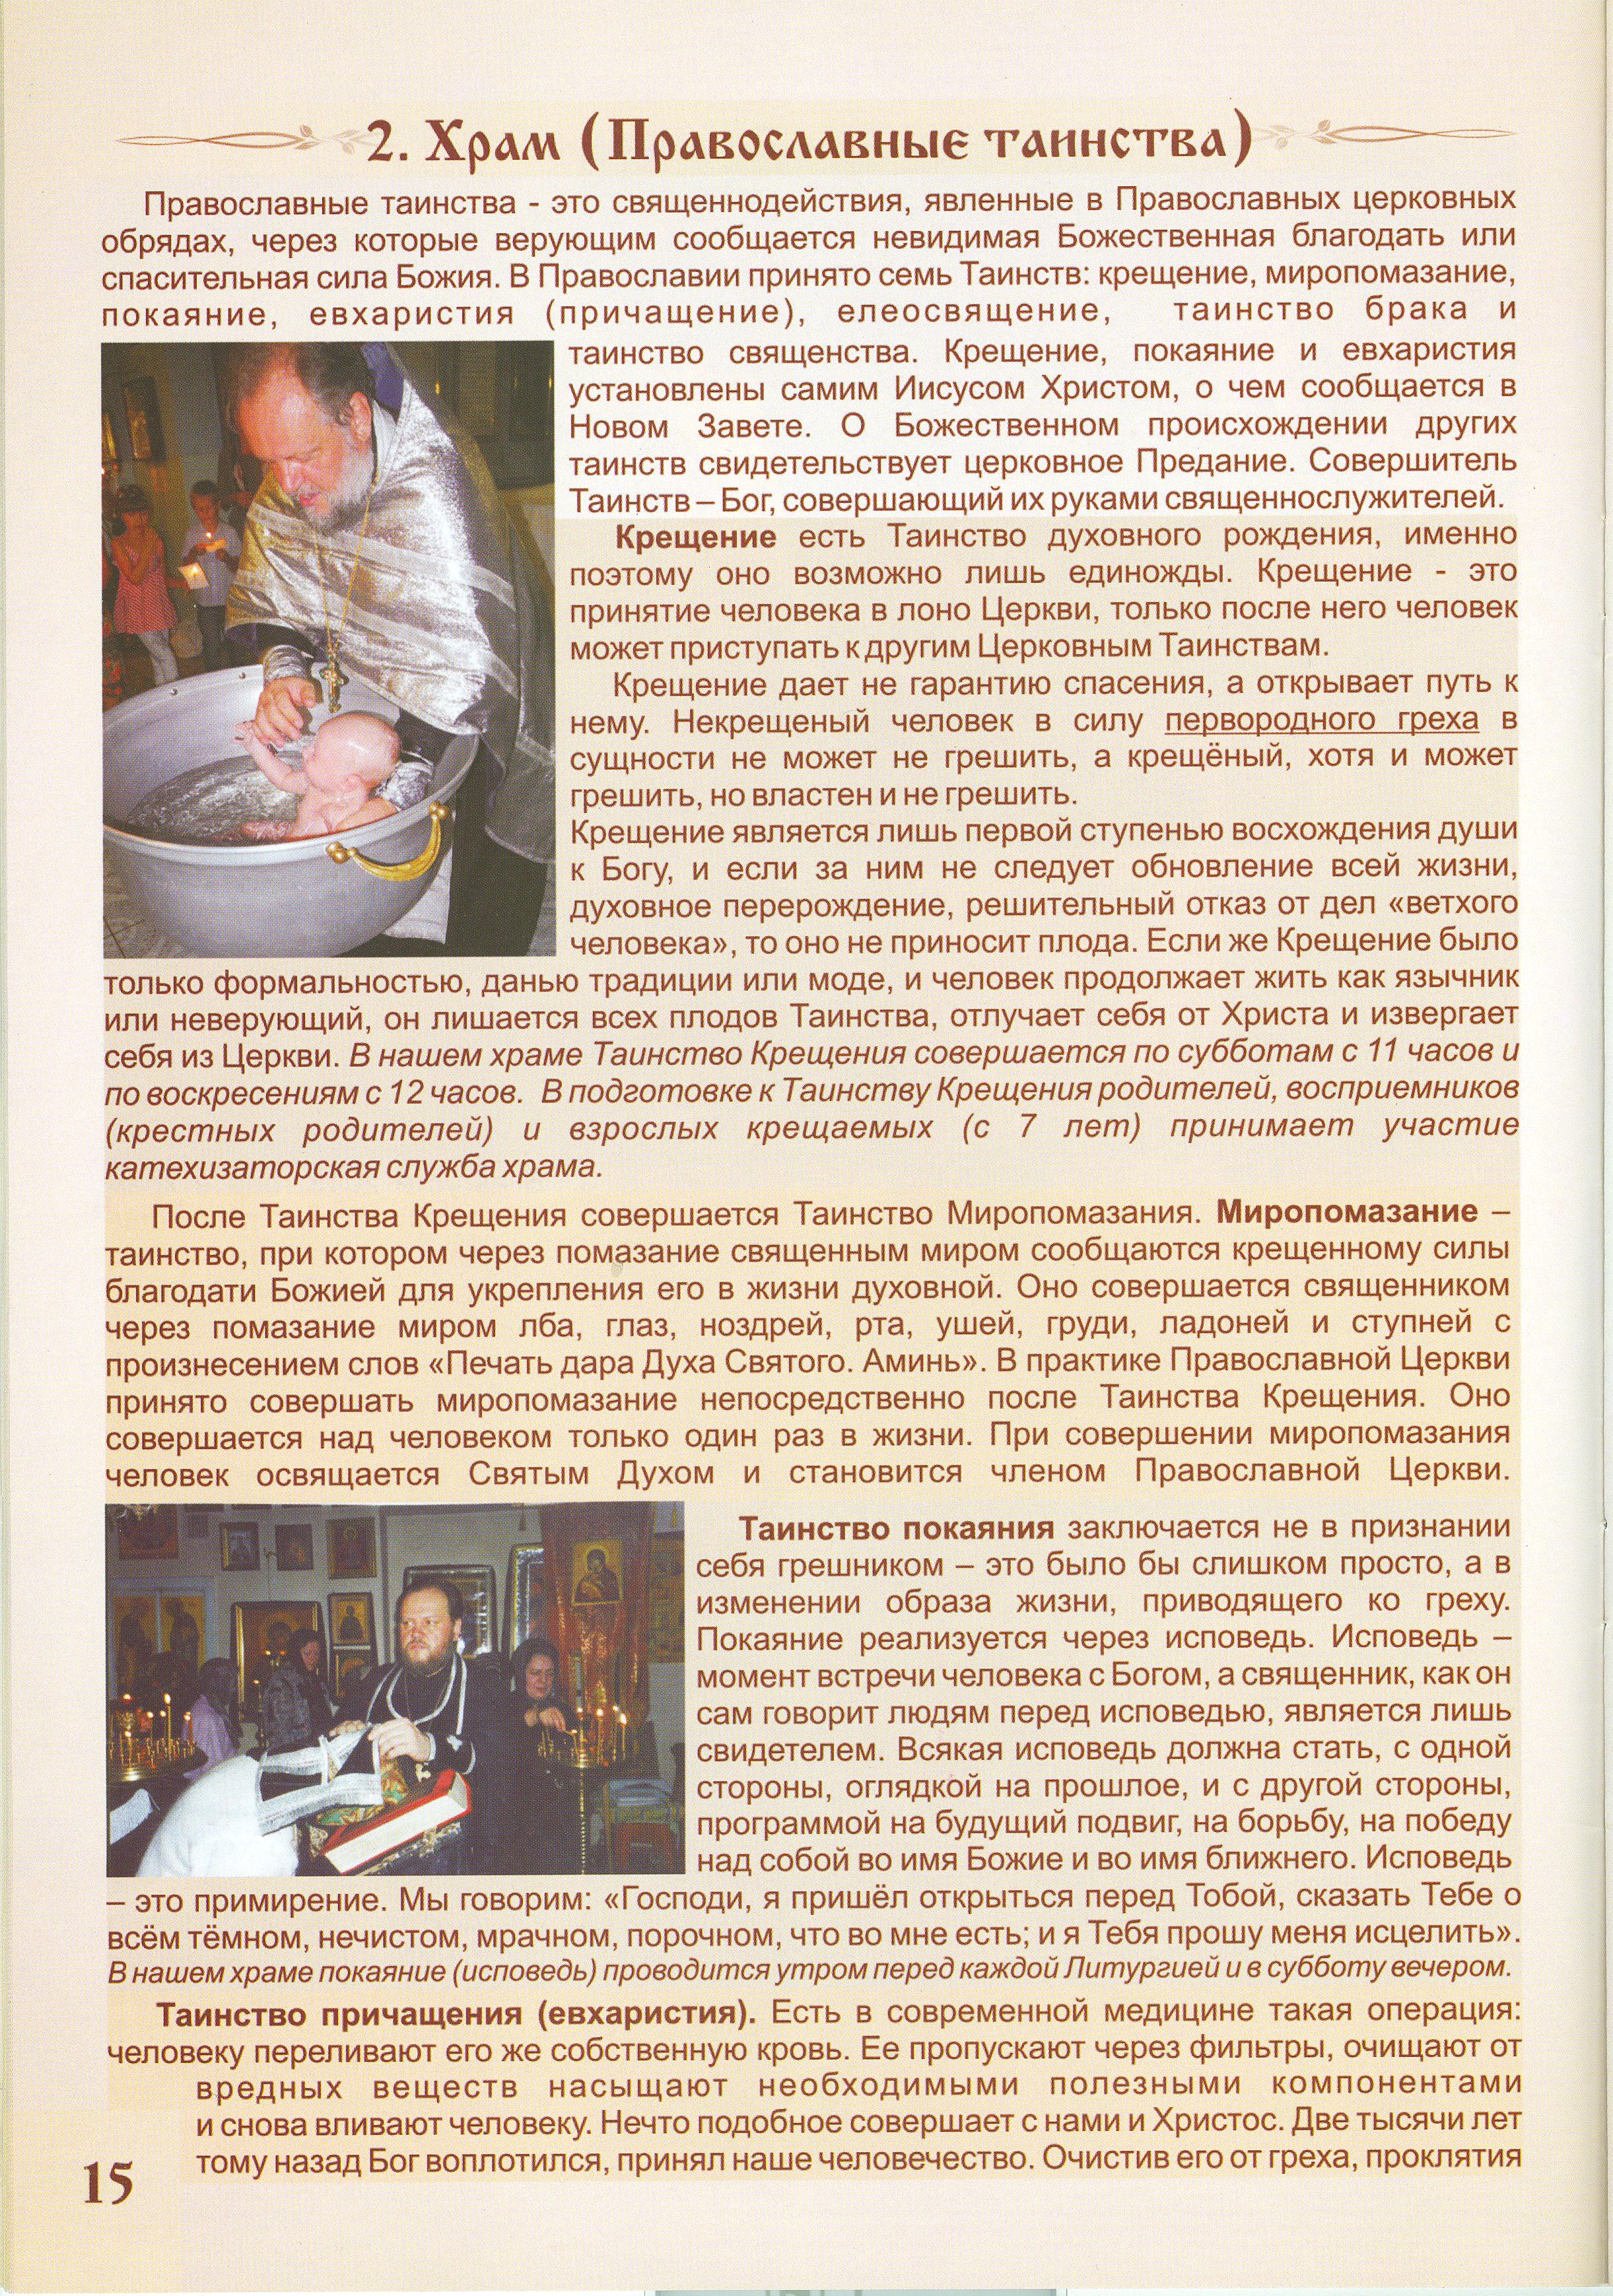 2. Храм (Православные таинства)
Православные таинства - это священнодействия, явленные в Православных церковных
обрядах, через которые верующим сообщается невидимая Божественная благодать или
спасительная сила Божия. В Православии принято семь Таинств: крещение, миропомазание,
покаяние, евхаристия (причащение), елеосвящение, таинство брака и
таинство священства. Крещение, покаяние и евхаристия
установлены самим Иисусом Христом, о чем сообщается в
Новом Завете. О Божественном происхождении других
таинств свидетельствует церковное Предание. Совершитель
Таинств – Бог, совершающий их руками священнослужителей.
Крещение есть Таинство духовного рождения, именно
поэтому оно возможно лишь единожды. Крещение - это
принятие человека в лоно Церкви, только после него человек
может приступать к другим Церковным Таинствам.
Крещение дает не гарантию спасения, а открывает путь к
нему. Некрещеный человек в силу первородного греха в
сущности не может не грешить, а крещёный, хотя и может
грешить, но властен и не грешить.
Крещение является лишь первой ступенью восхождения души
к Богу, и если за ним не следует обновление всей жизни,
духовное перерождение, решительный отказ от дел «ветхого
человека», то оно не приносит плода. Если же Крещение было
только формальностью, данью традиции или моде, и человек продолжает жить как язычник
или неверующий, он лишается всех плодов Таинства, отлучает себя от Христа и извергает
себя из Церкви. В нашем храме Таинство Крещения совершается по субботам с 11 часов и
по воскресениям с 12 часов. В подготовке к Таинству Крещения родителей, восприемников
(крестных родителей) и взрослых крещаемых (с 7 лет) принимает участие
катехизаторская служба храма.
После Таинства Крещения совершается Таинство Миропомазания. Миропомазание –
таинство, при котором через помазание священным миром сообщаются крещенному силы
благодати Божией для укрепления его в жизни духовной. Оно совершается священником
через помазание миром лба, глаз, ноздрей, рта, ушей, груди, ладоней и ступней с
произнесением слов «Печать дара Духа Святого. Аминь». В практике Православной Церкви
принято совершать миропомазание непосредственно после Таинства Крещения. Оно
совершается над человеком только один раз в жизни. При совершении миропомазания
человек освящается Святым Духом и становится членом Православной Церкви.
Таинство покаяния заключается не в признании
себя грешником – это было бы слишком просто, а в
изменении образа жизни, приводящего ко греху.
Покаяние реализуется через исповедь. Исповедь –
момент встречи человека с Богом, а священник, как он
сам говорит людям перед исповедью, является лишь
свидетелем. Всякая исповедь должна стать, с одной
стороны, оглядкой на прошлое, и с другой стороны,
программой на будущий подвиг, на борьбу, на победу
над собой во имя Божие и во имя ближнего. Исповедь
– это примирение. Мы говорим: «Господи, я пришёл открыться перед Тобой, сказать Тебе о
всём тёмном, нечистом, мрачном, порочном, что во мне есть; и я Тебя прошу меня исцелить».
В нашем храме покаяние (исповедь) проводится утром перед каждой Литургией и в субботу вечером.
Таинство причащения (евхаристия). Есть в современной медицине такая операция:
человеку переливают его же собственную кровь. Ее пропускают через фильтры, очищают от
вредных веществ насыщают необходимыми полезными компонентами
и снова вливают человеку. Нечто подобное совершает с нами и Христос. Две тысячи лет
тому назад Бог воплотился, принял наше человечество. Очистив его от греха, проклятия
15